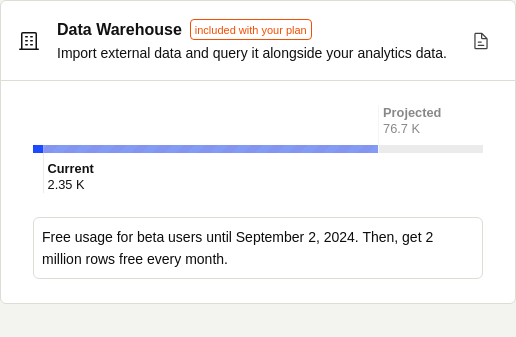 Data Warehouse included with your plan
Import external data and query it alongside your analytics data.
Projected
76.7 K
Current
2.35 K
Free usage for beta users until September 2, 2024. Then, get 2
million rows free every month.